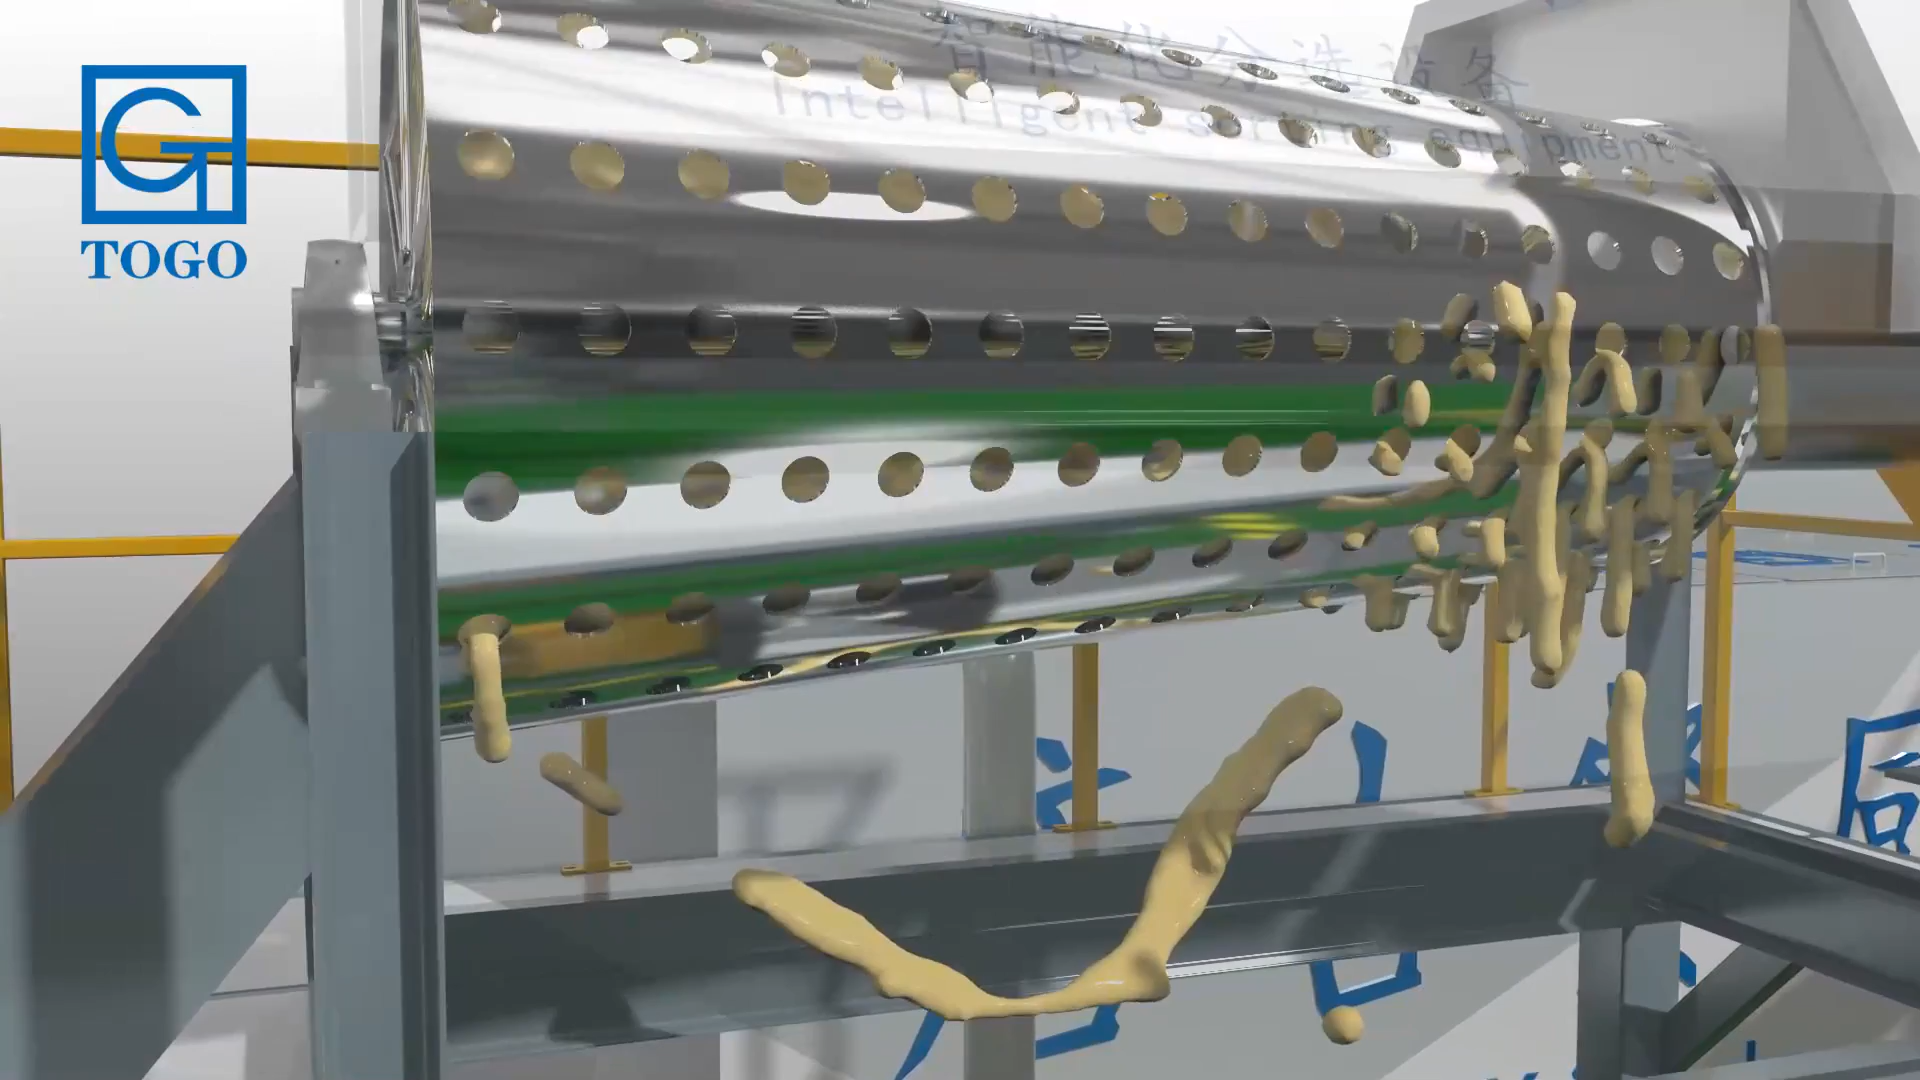 TOGO
智能化分选设备
Intelligent sorting equipment